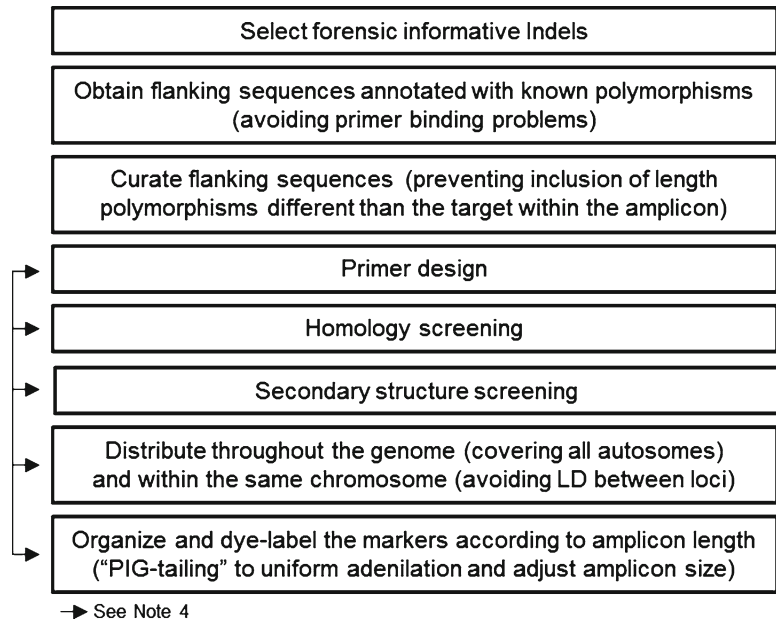 Select forensic informative Indels
Obtain flanking sequences annotated with known polymorphisms
(avoiding primer binding problems)
Curate flanking sequences (preventing inclusion of length
polymorphisms different than the target within the amplicon)
Primer design
Homology screening
Secondary structure screening
Distribute throughout the genome (covering all autosomes)
and within the same chromosome (avoiding LD between loci)
Organize and dye-label the markers according to amplicon length
(“PIG-tailing” to uniform adenilation and adjust amplicon size)
See Note 4